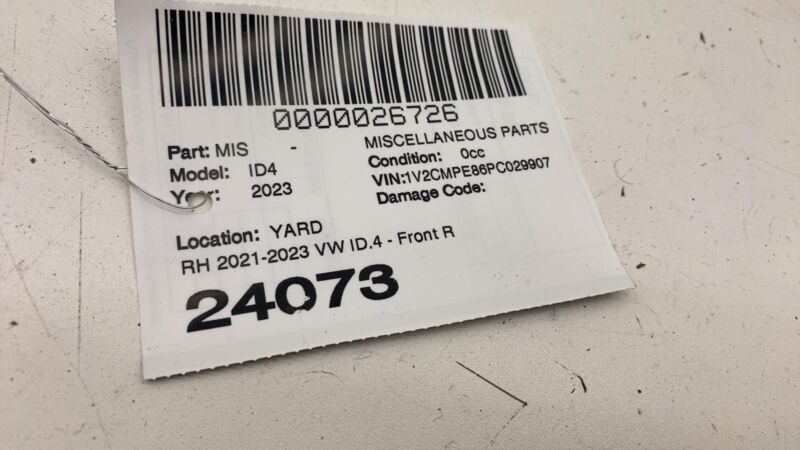 0000026726
Part: MIS - MISCELLANEOUS PARTS
Model: ID4 Condition: 0cc
Year: 2023 VIN:1V2CMPE86PC029907
Damage Code:
Location: YARD
RH 2021-2023 VW ID.4 - Front R
24073